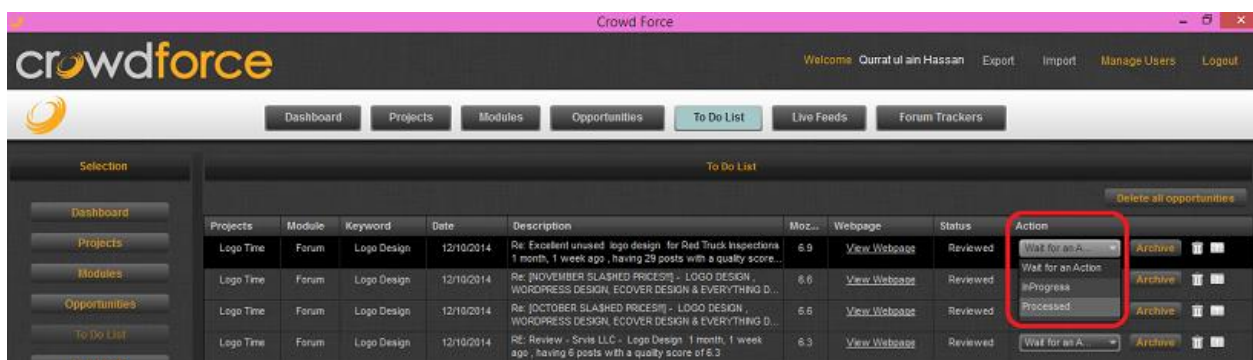 Crowd Force
crowdforce
Welcome Qurrat ul ain Hassan Export Import Manage Users Logout
Dashboard Projects Modules Opportunities To Do List Live Feeds Forum Trackers
Selection
To Do List
Delete all opportunities
Dashboard
Projects
Modules
Opportunities
To Do List
Projects Module Keyword Date Description Moz... Webpage Status Action
Logo Time Forum Logo Design 12/10/2014 Re: Excellent unused logo design for Red Truck Inspections 6.9 View Webpage Reviewed Wait for an A... Archive
1 month, 1 week ago , having 29 posts with a quality score...
Wait for an Action
InProgress
Processed
Logo Time Forum Logo Design 12/10/2014 Re: [NOVEMBER SLA$HED PRICES!!!] - LOGO DESIGN , 6.6 View Webpage Reviewed Archive
WORDPRESS DESIGN, ECOVER DESIGN & EVERYTHING D...
Logo Time Forum Logo Design 12/10/2014 Re: [OCTOBER SLA$HED PRICES!!!] - LOGO DESIGN , 6.6 View Webpage Reviewed Archive
WORDPRESS DESIGN, ECOVER DESIGN & EVERYTHING D...
Logo Time Forum Logo Design 12/10/2014 RE: Review - Srvis LLC - Logo Design 1 month, 1 week 6.3 View Webpage Reviewed Wait for an A... Archive
ago , having 6 posts with a quality score of 6.3